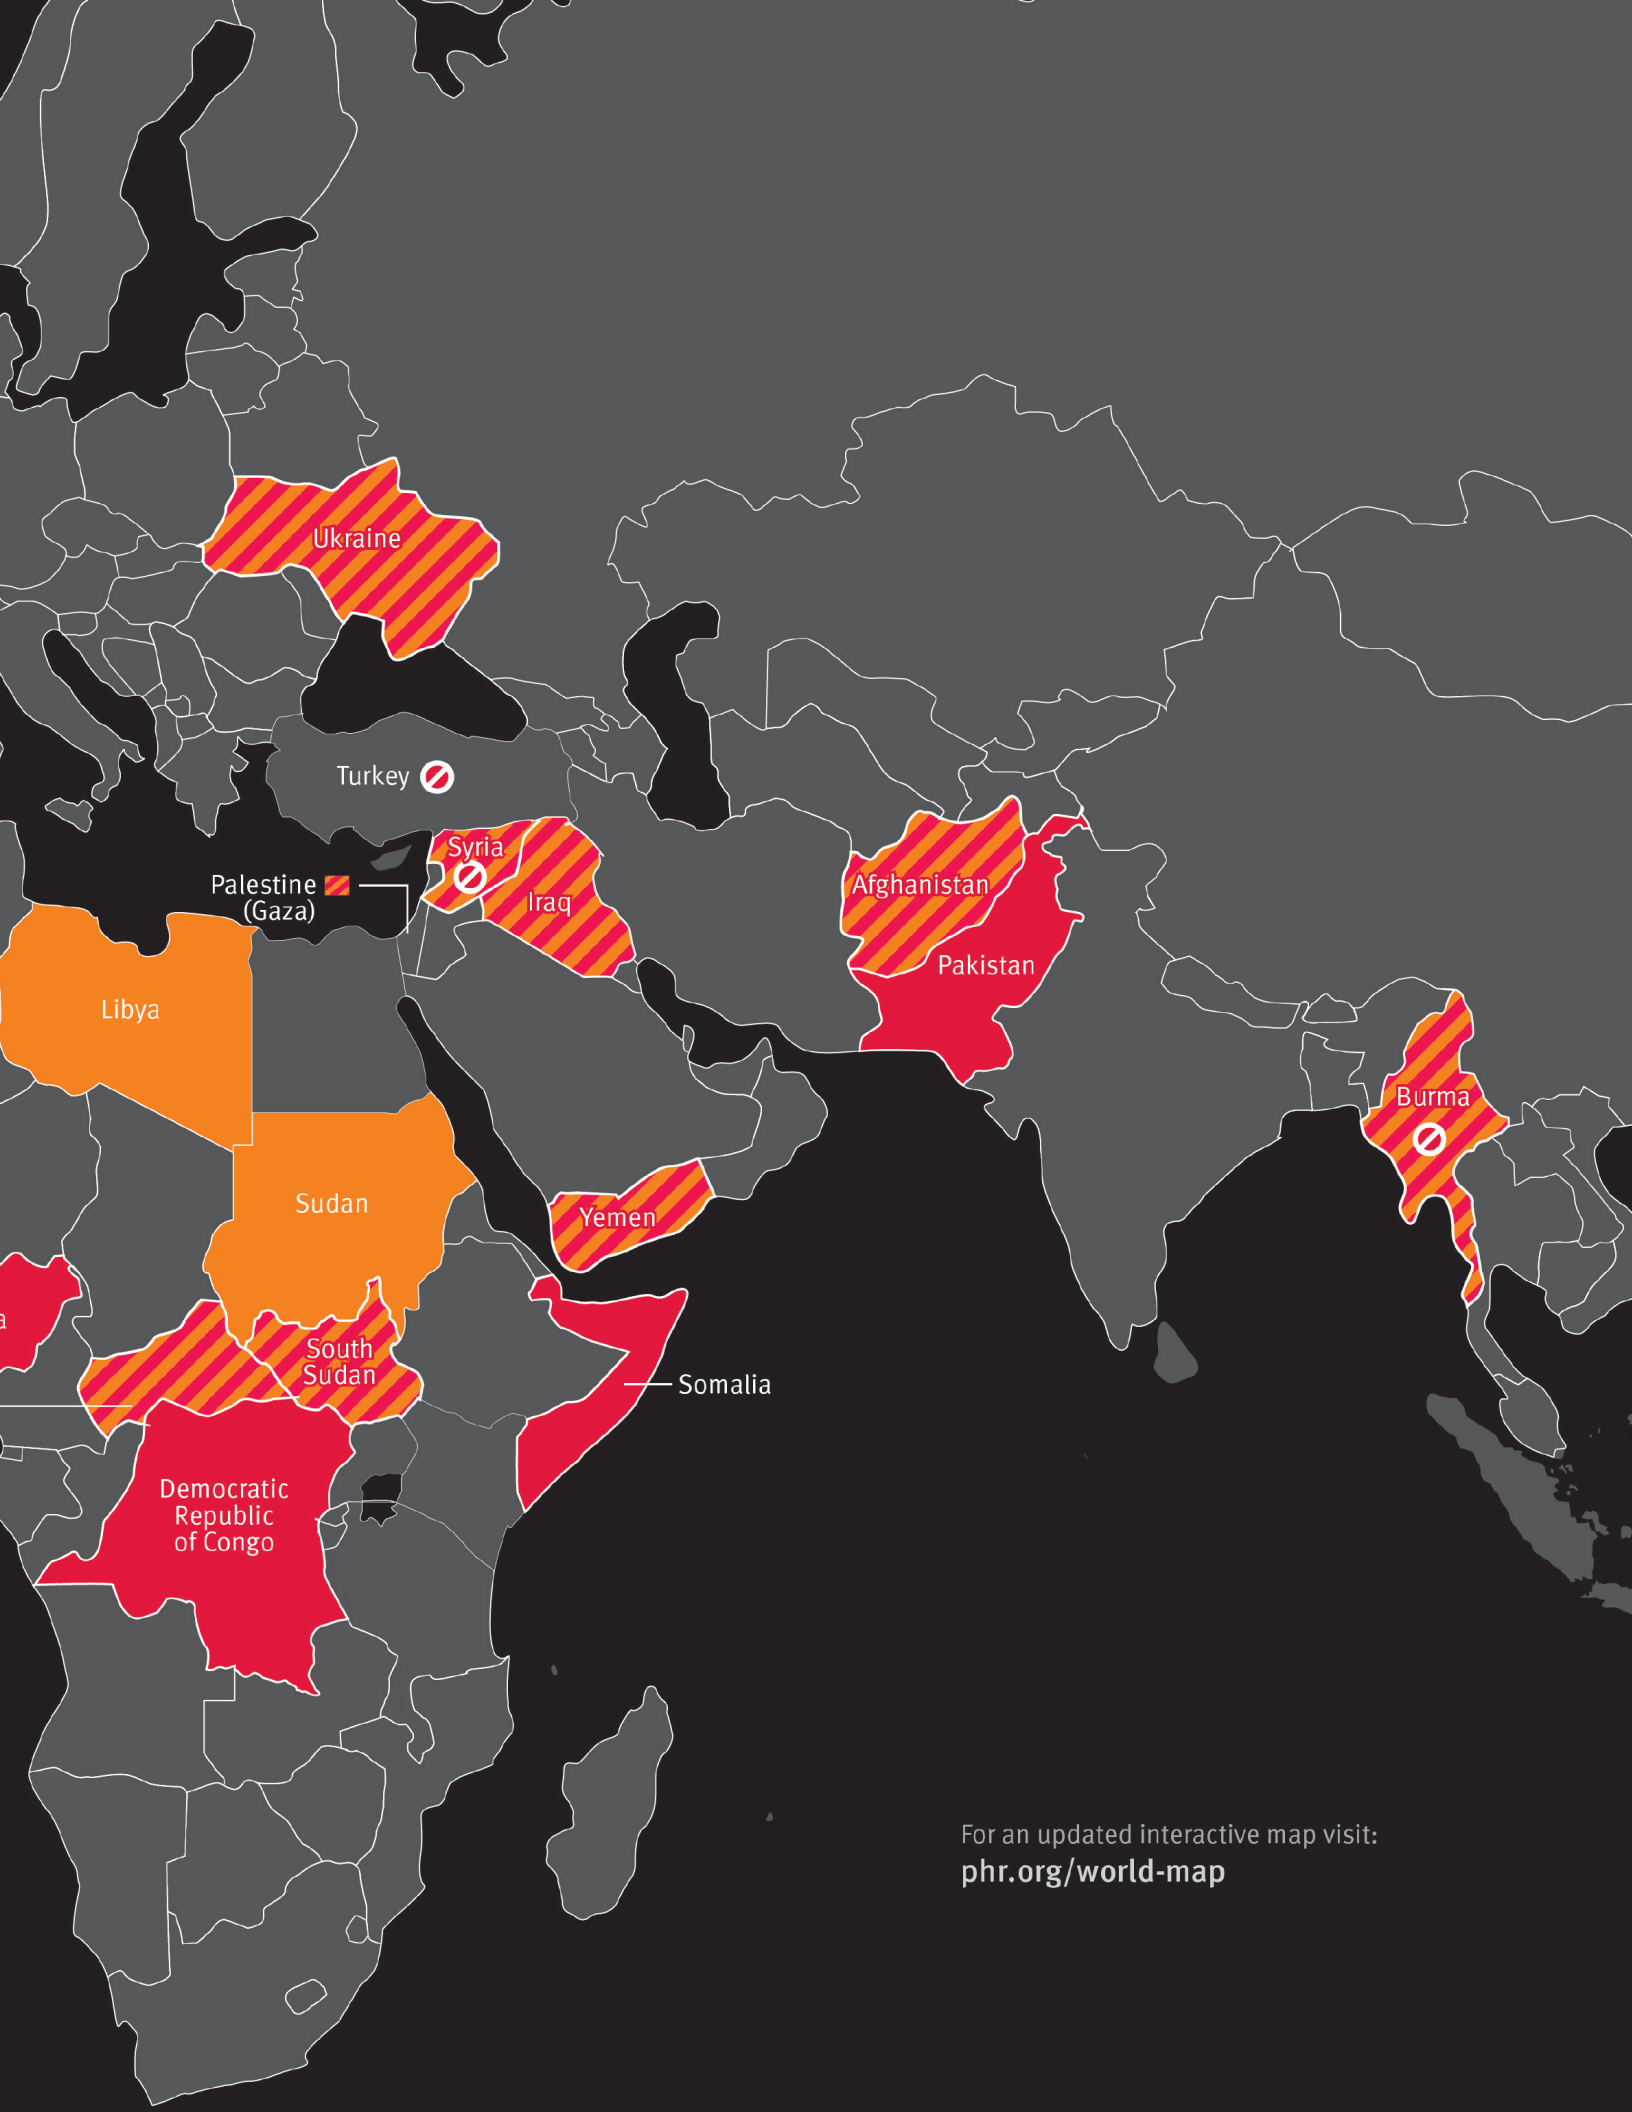 Ukraine
Turkey
Syria
Palestine
(Gaza)
Iraq
Afghanistan
Pakistan
Libya
Burma
Sudan
Yemen
a
South
Sudan
Somalia
Democratic
Republic
of Congo
For an updated interactive map visit:
phr.org/world-map